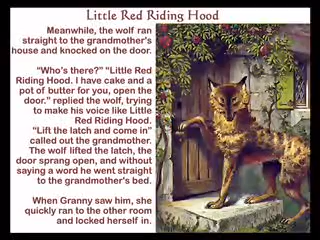 Little Red Riding Hood
Meanwhile, the wolf ran
straight to the grandmother's
house and knocked on the door.
"Who's there?" "Little Red
Riding Hood. I have cake and a
pot of butter for you, open the
door." replied the wolf, trying
to make his voice like Little
Red Riding Hood.
"Lift the latch and come in"
called out the grandmother.
The wolf lifted the latch, the
door sprang open, and without
saying a word he went straight
to the grandmother's bed.
When Granny saw him, she
quickly ran to the other room
and locked herself in.